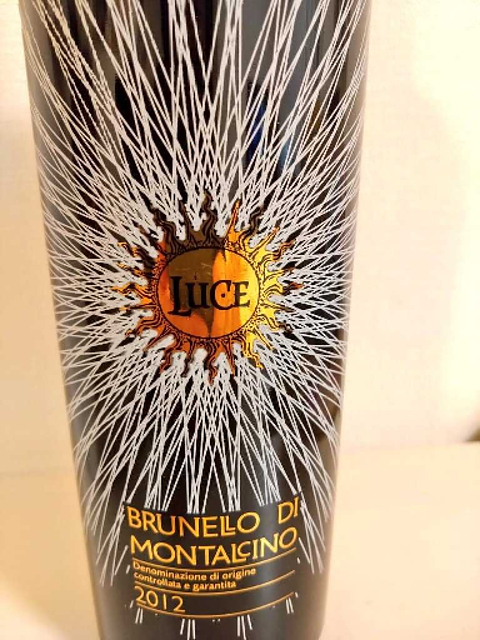 LUCE
BRUNELLO DI
MONTALCINO
Denominazione di origine
controllata e garantita
2012